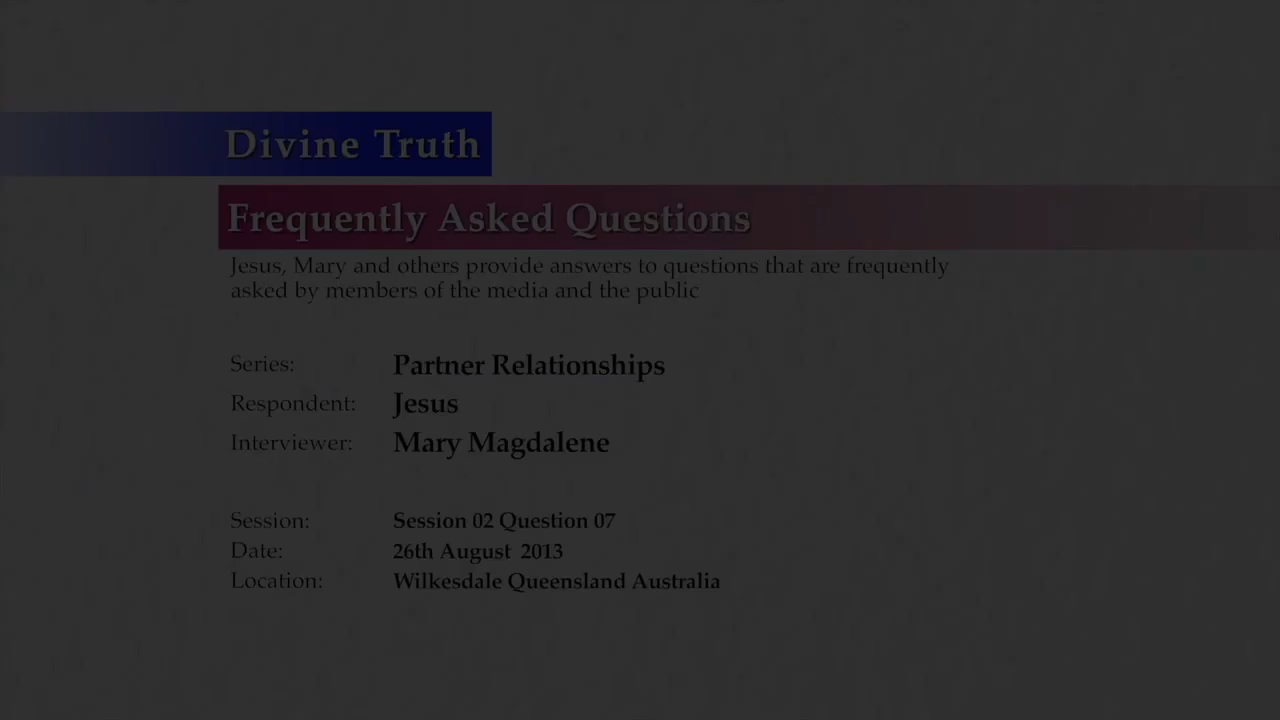 Divine Truth
Frequently Asked Questions
Jesus, Mary and others provide answers to questions that are frequently
asked by members of the media and the public
Series: Partner Relationships
Respondent: Jesus
Interviewer: Mary Magdalene
Session: Session 02 Question 07
Date: 26th August 2013
Location: Wilkesdale Queensland Australia